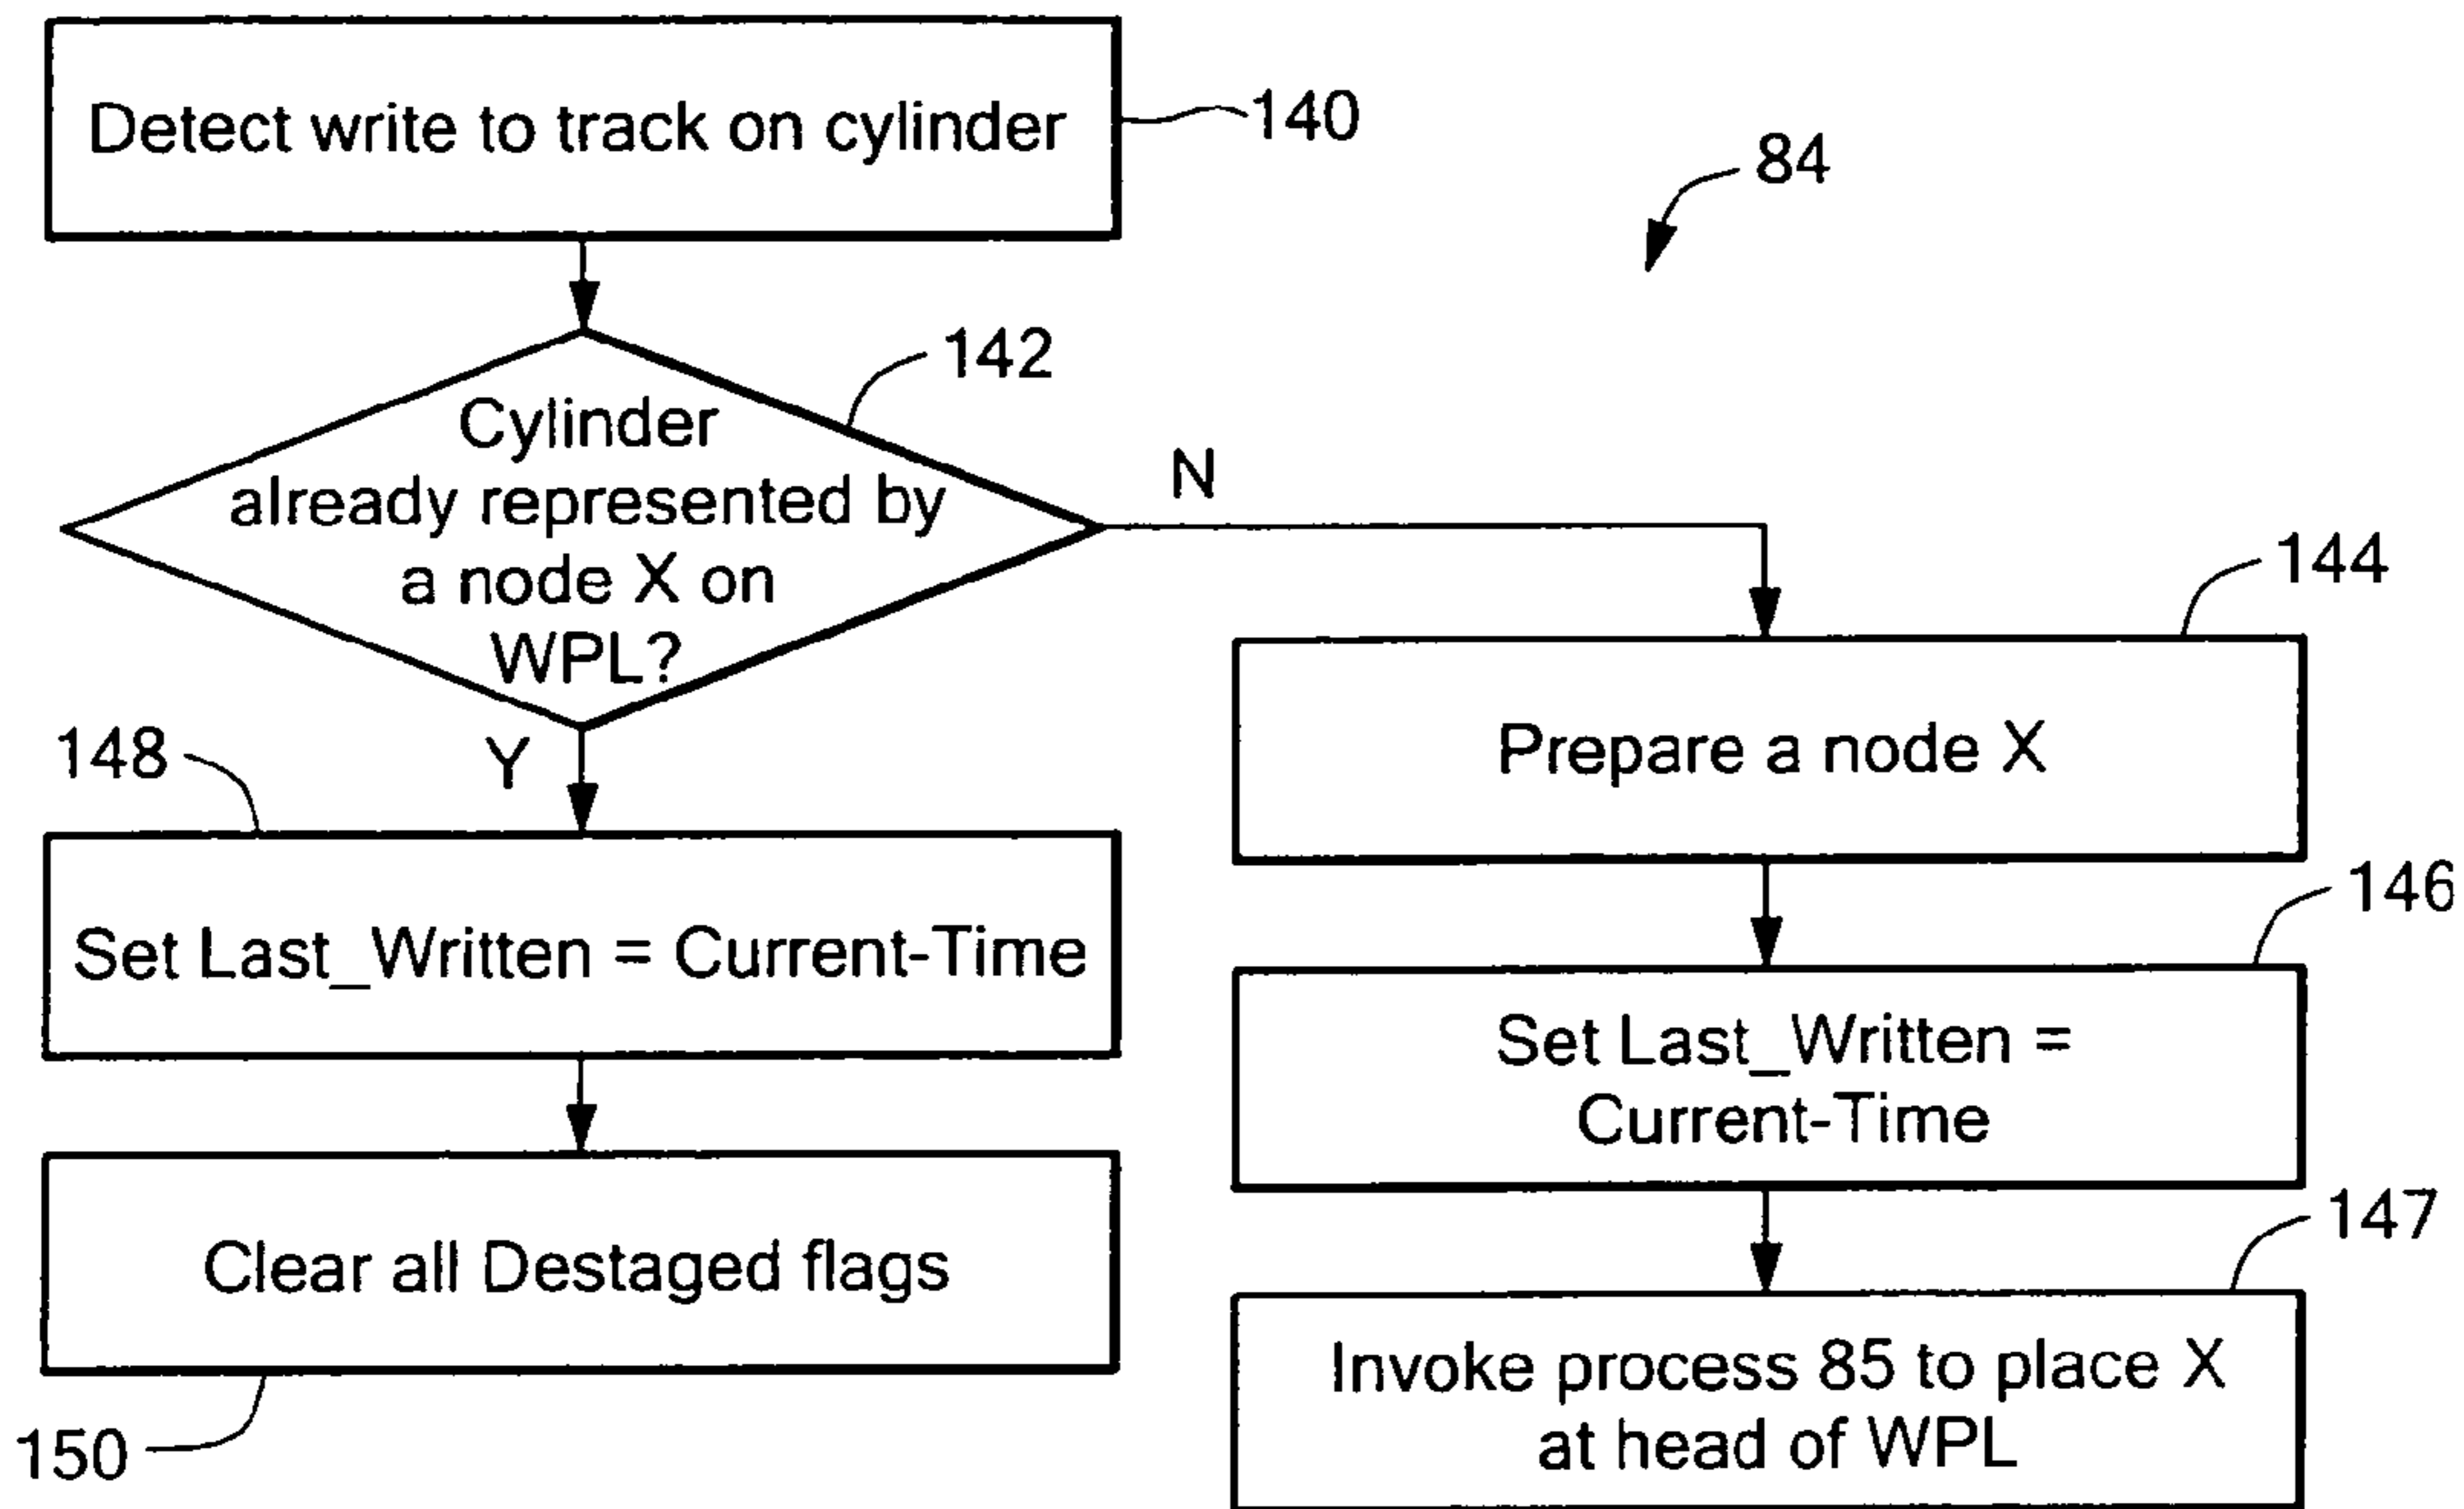 Detect write to track on cylinder
140
84
142
Cylinder
already represented by
a node X on
WPL?
N
Y
144
Prepare a node X
148
Set Last_Written = Current-Time
146
Set Last_Written =
Current-Time
147
Clear all Destaged flags
150
Invoke process 85 to place X
at head of WPL